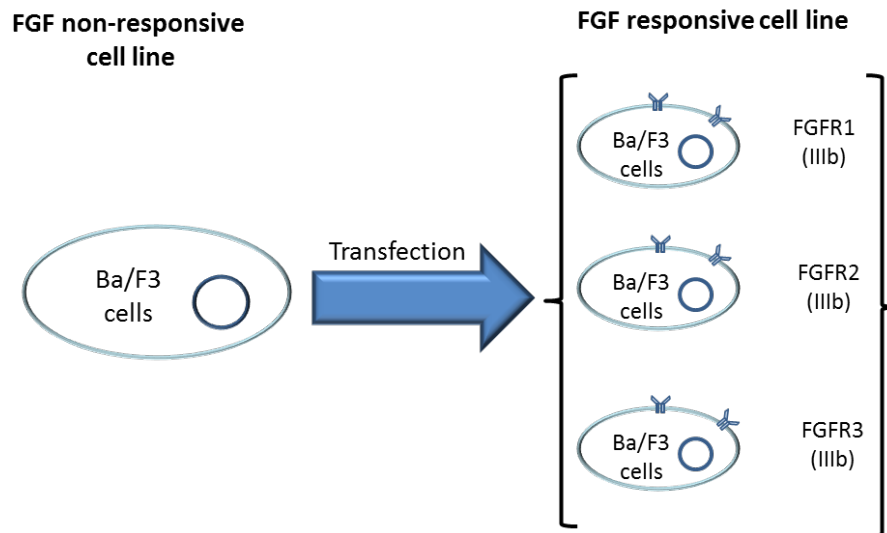 FGF non-responsive
cell line
Ba/F3
cells
Transfection
FGF responsive cell line
Ba/F3
cells
FGFR1
(IIIb)
Ba/F3
cells
FGFR2
(IIIb)
Ba/F3
cells
FGFR3
(IIIb)